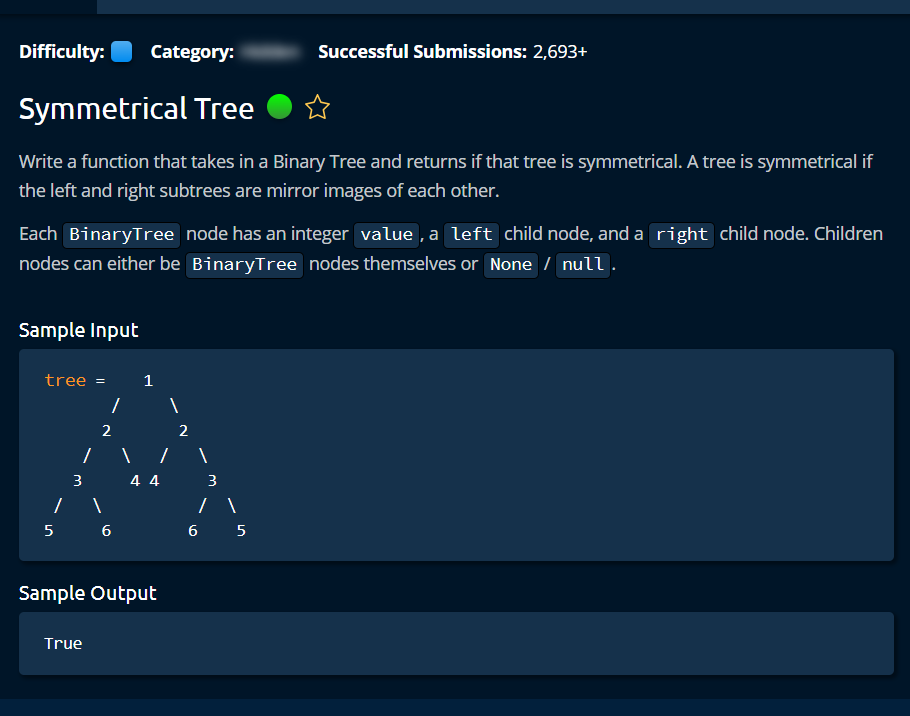 Difficulty: Category: Successful Submissions: 2,693+
Symmetrical Tree
Write a function that takes in a Binary Tree and returns if that tree is symmetrical. A tree is symmetrical if
the left and right subtrees are mirror images of each other.
Each BinaryTree node has an integer value, a left child node, and a right child node. Children
nodes can either be BinaryTree nodes themselves or None / null.
Sample Input
tree =    1
       /     \
      2       2
    /   \   /   \
   3     4 4     3
 /   \          /  \
5     6        6    5
Sample Output
True